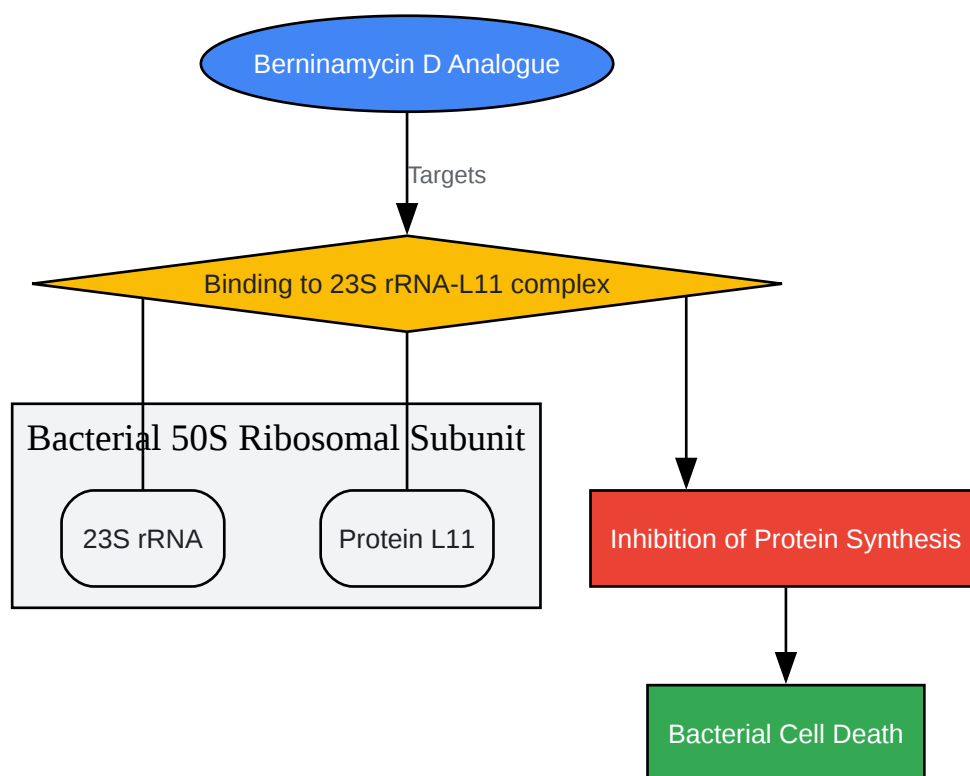 Berninamycin D Analogue
Targets
Binding to 23S rRNA-L11 complex
Bacterial 50S Ribosomal Subunit
23S rRNA
Protein L11
Inhibition of Protein Synthesis
Bacterial Cell Death